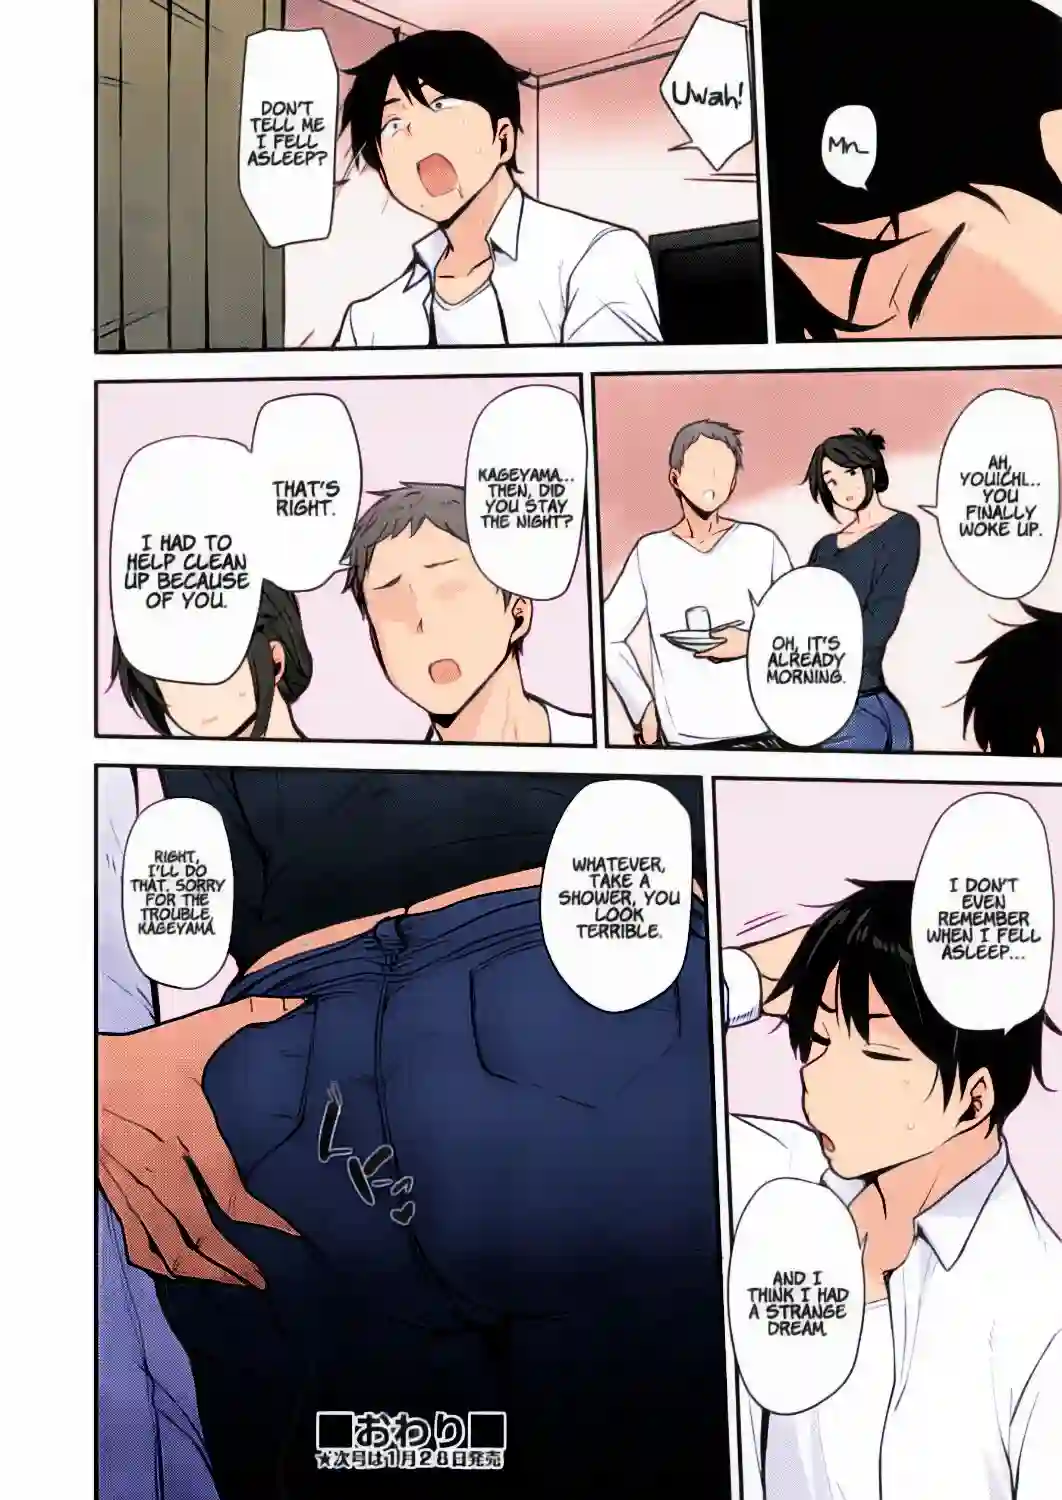 Mn_
Uwah!
DON'T
TELL ME
I FELL
ASLEEP?
AH,
YOUICHI...
YOU
FINALLY
WOKE UP.
OH, IT'S
ALREADY
MORNING.
KAGEYAMA...
THEN, DID
YOU STAY
THE NIGHT?
THAT'S
RIGHT.
I HAD TO
HELP CLEAN
UP BECAUSE
OF YOU.
I DON'T
EVEN
REMEMBER
WHEN I FELL
ASLEEP...
AND I
THINK I HAD
A STRANGE
DREAM.
WHATEVER,
TAKE A
SHOWER, YOU
LOOK
TERRIBLE.
RIGHT,
I'LL DO
THAT. SORRY
FOR THE
TROUBLE,
KAGEYAMA.
■おわり■
★次号は1月28日発売